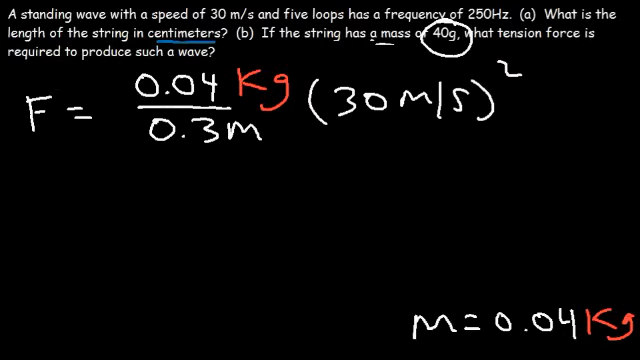 A standing wave with a speed of 30 m/s and five loops has a frequency of 250Hz. (a) What is the
length of the string in centimeters? (b) If the string has a mass of 40g, what tension force is
required to produce such a wave?
F = 0.04 Kg / 0.3m (30 m/s)²
m = 0.04 Kg